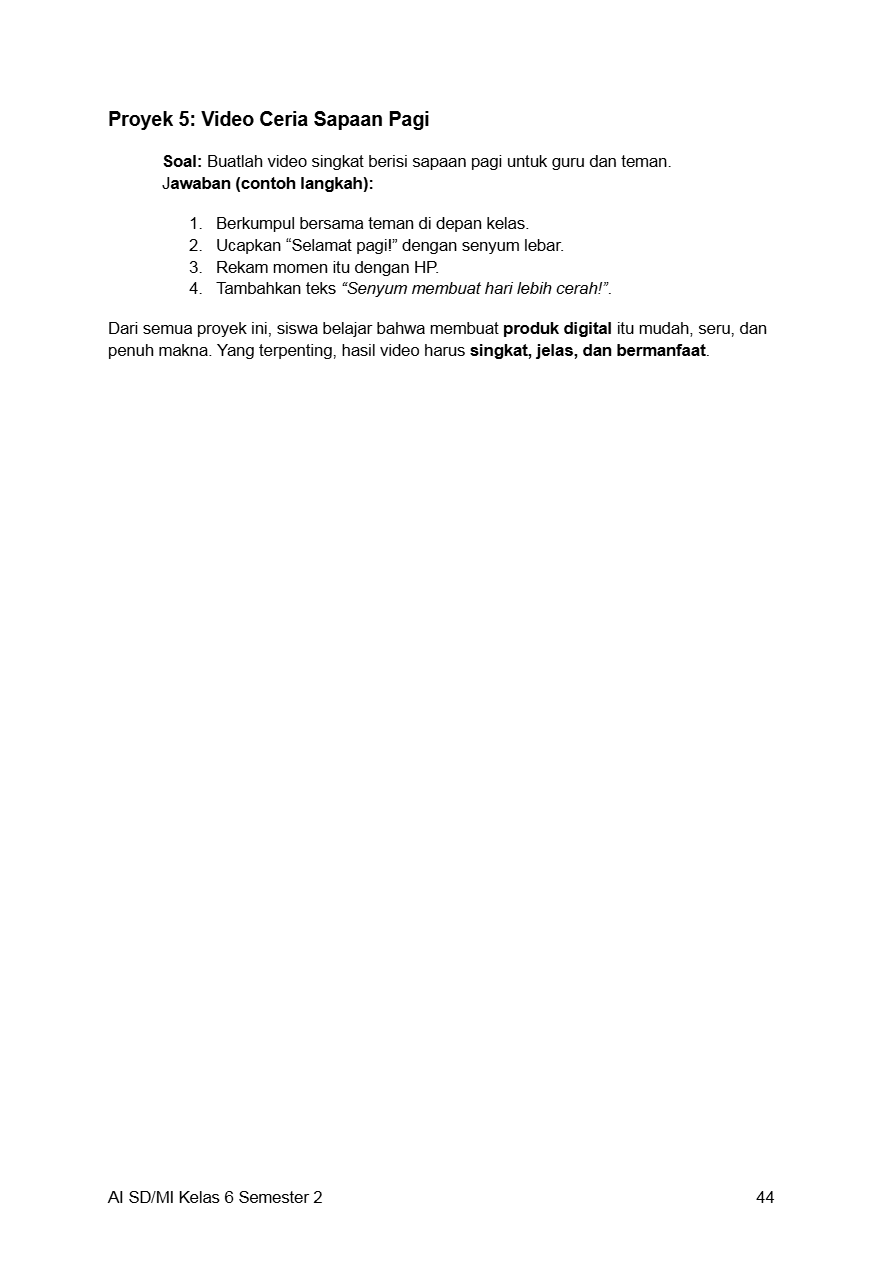 Proyek 5: Video Ceria Sapaan Pagi
Soal: Buatlah video singkat berisi sapaan pagi untuk guru dan teman.
Jawaban (contoh langkah):
1. Berkumpul bersama teman di depan kelas.
2. Ucapkan “Selamat pagi!” dengan senyum lebar.
3. Rekam momen itu dengan HP.
4. Tambahkan teks “Senyum membuat hari lebih cerah!”.
Dari semua proyek ini, siswa belajar bahwa membuat produk digital itu mudah, seru, dan
penuh makna. Yang terpenting, hasil video harus singkat, jelas, dan bermanfaat.
AI SD/MI Kelas 6 Semester 2 44